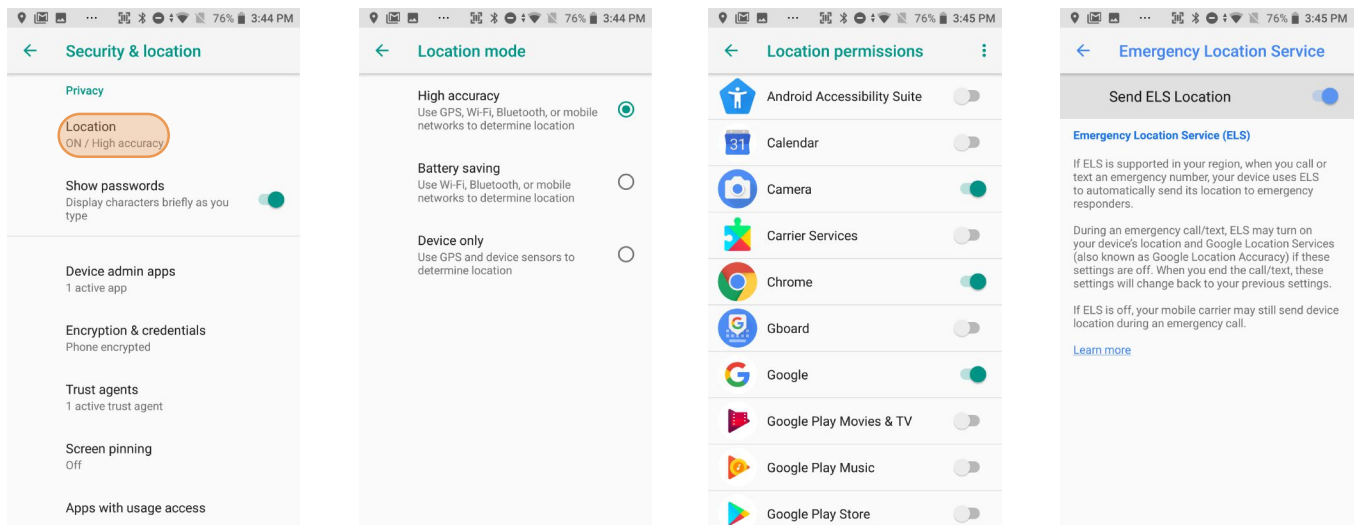 76% 3:44 PM
Security & location
Privacy
Location
ON / High accuracy
Show passwords
Display characters briefly as you
type
Device admin apps
1 active app
Encryption & credentials
Phone encrypted
Trust agents
1 active trust agent
Screen pinning
Off
Apps with usage access
76% 3:44 PM
Location mode
High accuracy
Use GPS, Wi-Fi, Bluetooth, or mobile
networks to determine location
Battery saving
Use Wi-Fi, Bluetooth, or mobile
networks to determine location
Device only
Use GPS and device sensors to
determine location
76% 3:45 PM
Location permissions
Android Accessibility Suite
31
Calendar
Camera
Carrier Services
Chrome
G
Gboard
G
Google
Google Play Movies & TV
Google Play Music
Google Play Store
76% 3:45 PM
Emergency Location Service
Send ELS Location
Emergency Location Service (ELS)
If ELS is supported in your region, when you call or
text an emergency number, your device uses ELS
to automatically send its location to emergency
responders.
During an emergency call/text, ELS may turn on
your device's location and Google Location Services
(also known as Google Location Accuracy) if these
settings are off. When you end the call/text, these
settings will change back to your previous settings.
If ELS is off, your mobile carrier may still send device
location during an emergency call.
Learn more